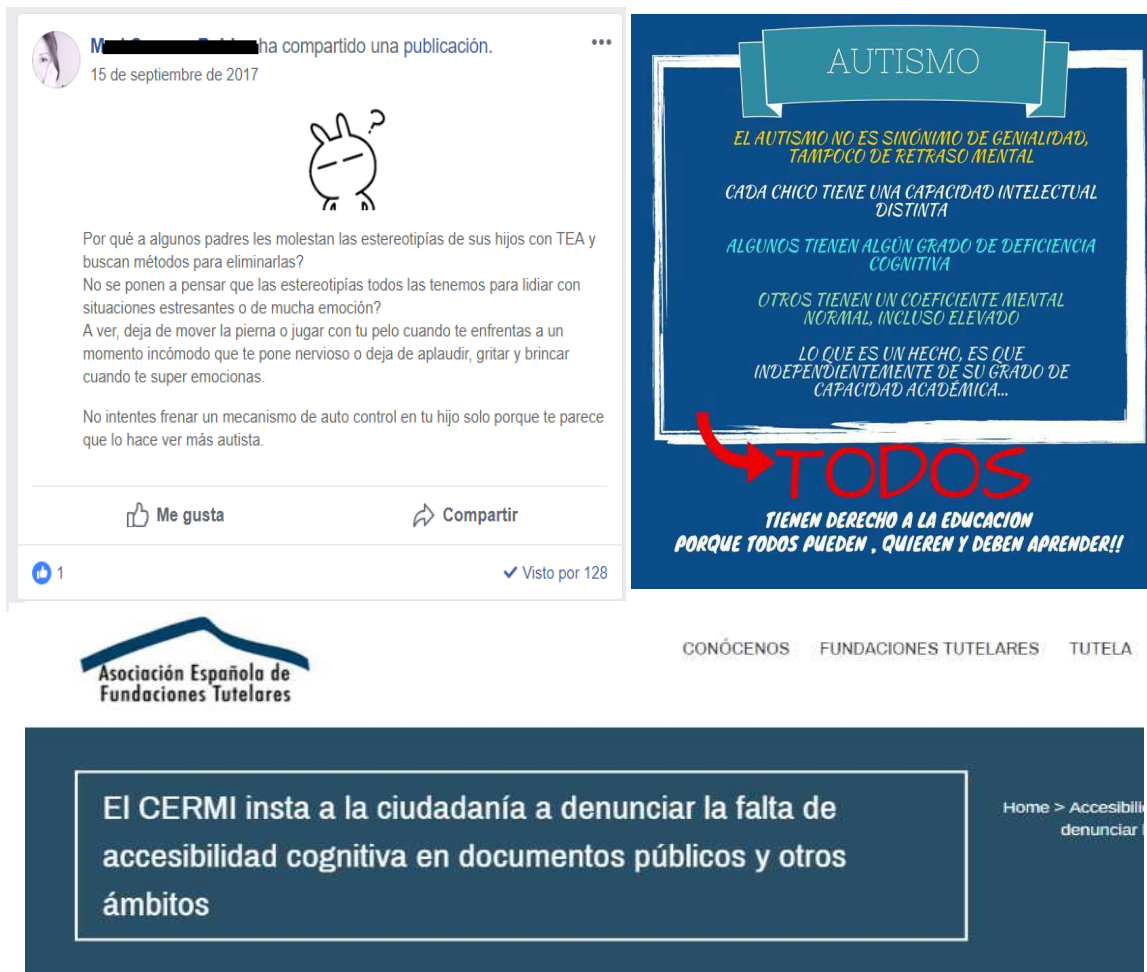 ha compartido una publicación.
15 de septiembre de 2017
?
Por qué a algunos padres les molestan las estereotipías de sus hijos con TEA y
buscan métodos para eliminarlas?
No se ponen a pensar que las estereotipías todos las tenemos para lidiar con
situaciones estresantes o de mucha emoción?
A ver, deja de mover la pierna o jugar con tu pelo cuando te enfrentas a un
momento incómodo que te pone nervioso o deja de aplaudir, gritar y brincar
cuando te super emocionas.
No intentes frenar un mecanismo de auto control en tu hijo solo porque te parece
que lo hace ver más autista.
Me gusta
Compartir
1
Visto por 128
AUTISMO
EL AUTISMO NO ES SINÓNIMO DE GENIALIDAD,
TAMPOCO DE RETRASO MENTAL
CADA CHICO TIENE UNA CAPACIDAD INTELECTUAL
DISTINTA
ALGUNOS TIENEN ALGÚN GRADO DE DEFICIENCIA
COGNITIVA
OTROS TIENEN UN COEFICIENTE MENTAL
NORMAL, INCLUSO ELEVADO
LO QUE ES UN HECHO, ES QUE
INDEPENDIENTEMENTE DE SU GRADO DE
CAPACIDAD ACADÉMICA...
TODOS
TIENEN DERECHO A LA EDUCACION
PORQUE TODOS PUEDEN , QUIEREN Y DEBEN APRENDER!!
Asociación Española de
Fundaciones Tutelares
CONÓCENOS FUNDACIONES TUTELARES TUTELA
El CERMI insta a la ciudadanía a denunciar la falta de
accesibilidad cognitiva en documentos públicos y otros
ámbitos
Home > Accesibili
denunciar